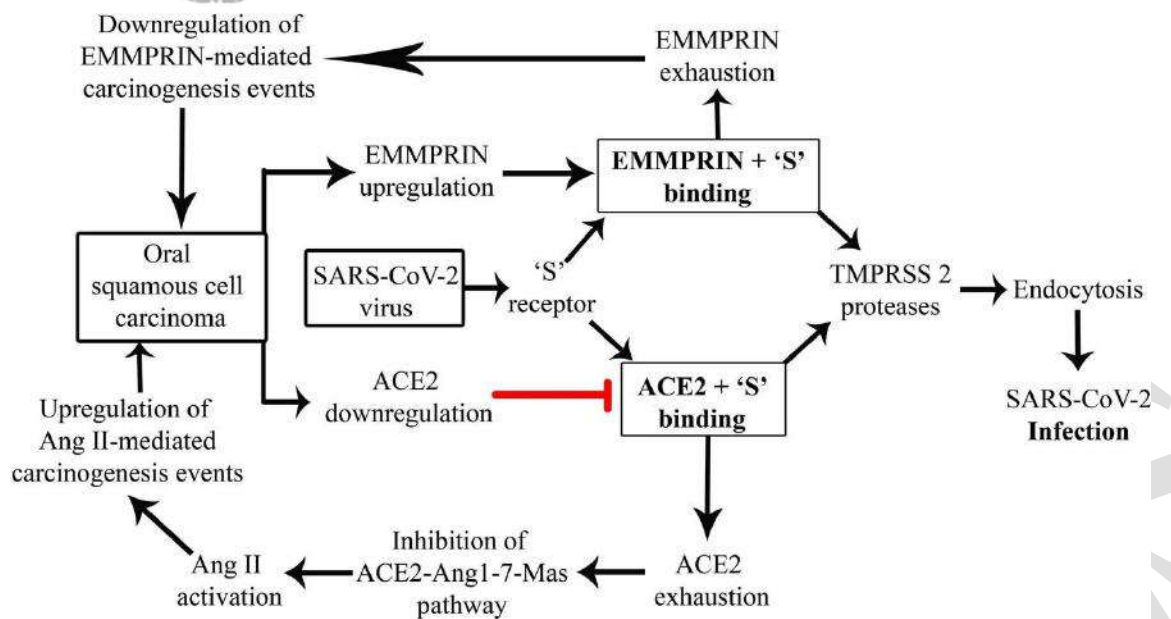 Downregulation of
EMMPRIN-mediated
carcinogenesis events
EMMPRIN
exhaustion
EMMPRIN
upregulation
EMMPRIN + ‘S’
binding
Oral
squamous cell
carcinoma
SARS-CoV-2
virus
‘S’
receptor
TMPRSS 2
proteases
Endocytosis
ACE2
downregulation
ACE2 + ‘S’
binding
SARS-CoV-2
Infection
Upregulation of
Ang II-mediated
carcinogenesis events
Ang II
activation
Inhibition of
ACE2-Ang1-7-Mas
pathway
ACE2
exhaustion